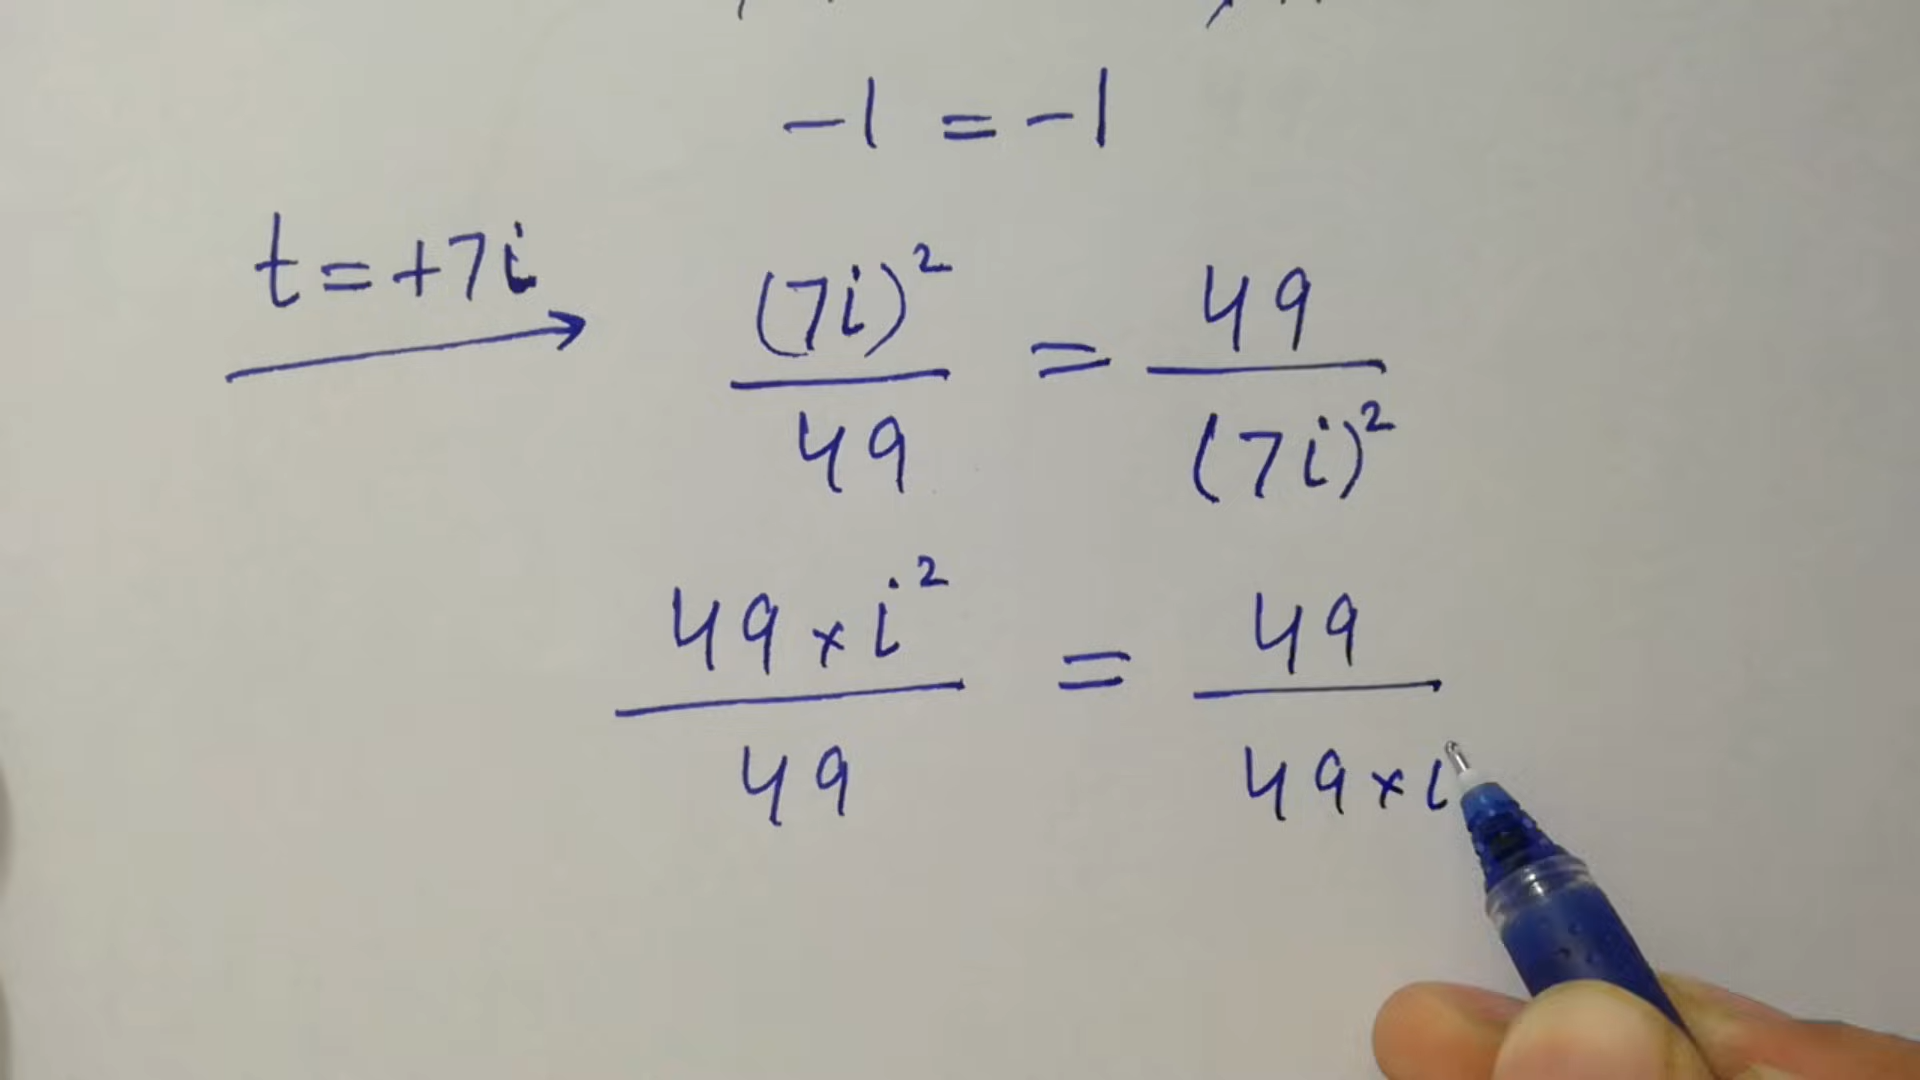 -1 = -1
t = +7i
(7i)² / 49 = 49 / (7i)²
49 × i² / 49 = 49 / 49 × i